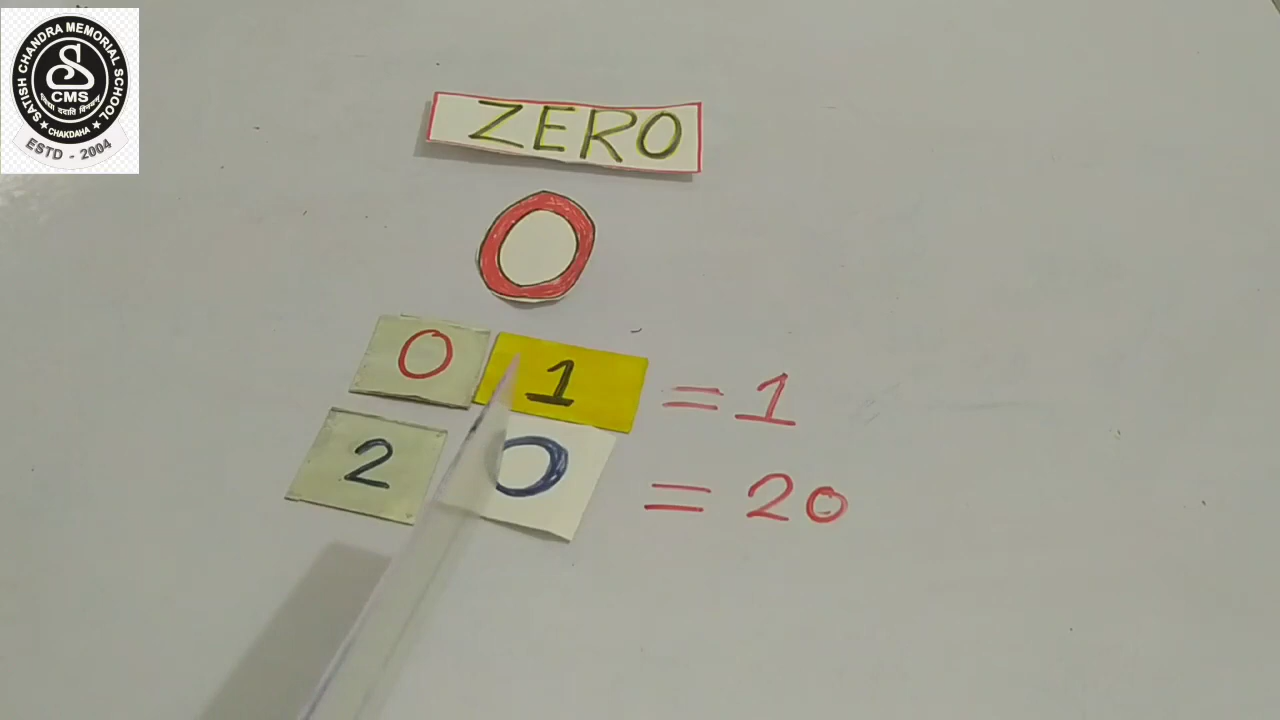 SATISH CHANDRA MEMORIAL SCHOOL
S
CMS
CHAKDAHA
ESTD - 2004
ZERO
0
0 1 = 1
2 0 = 20